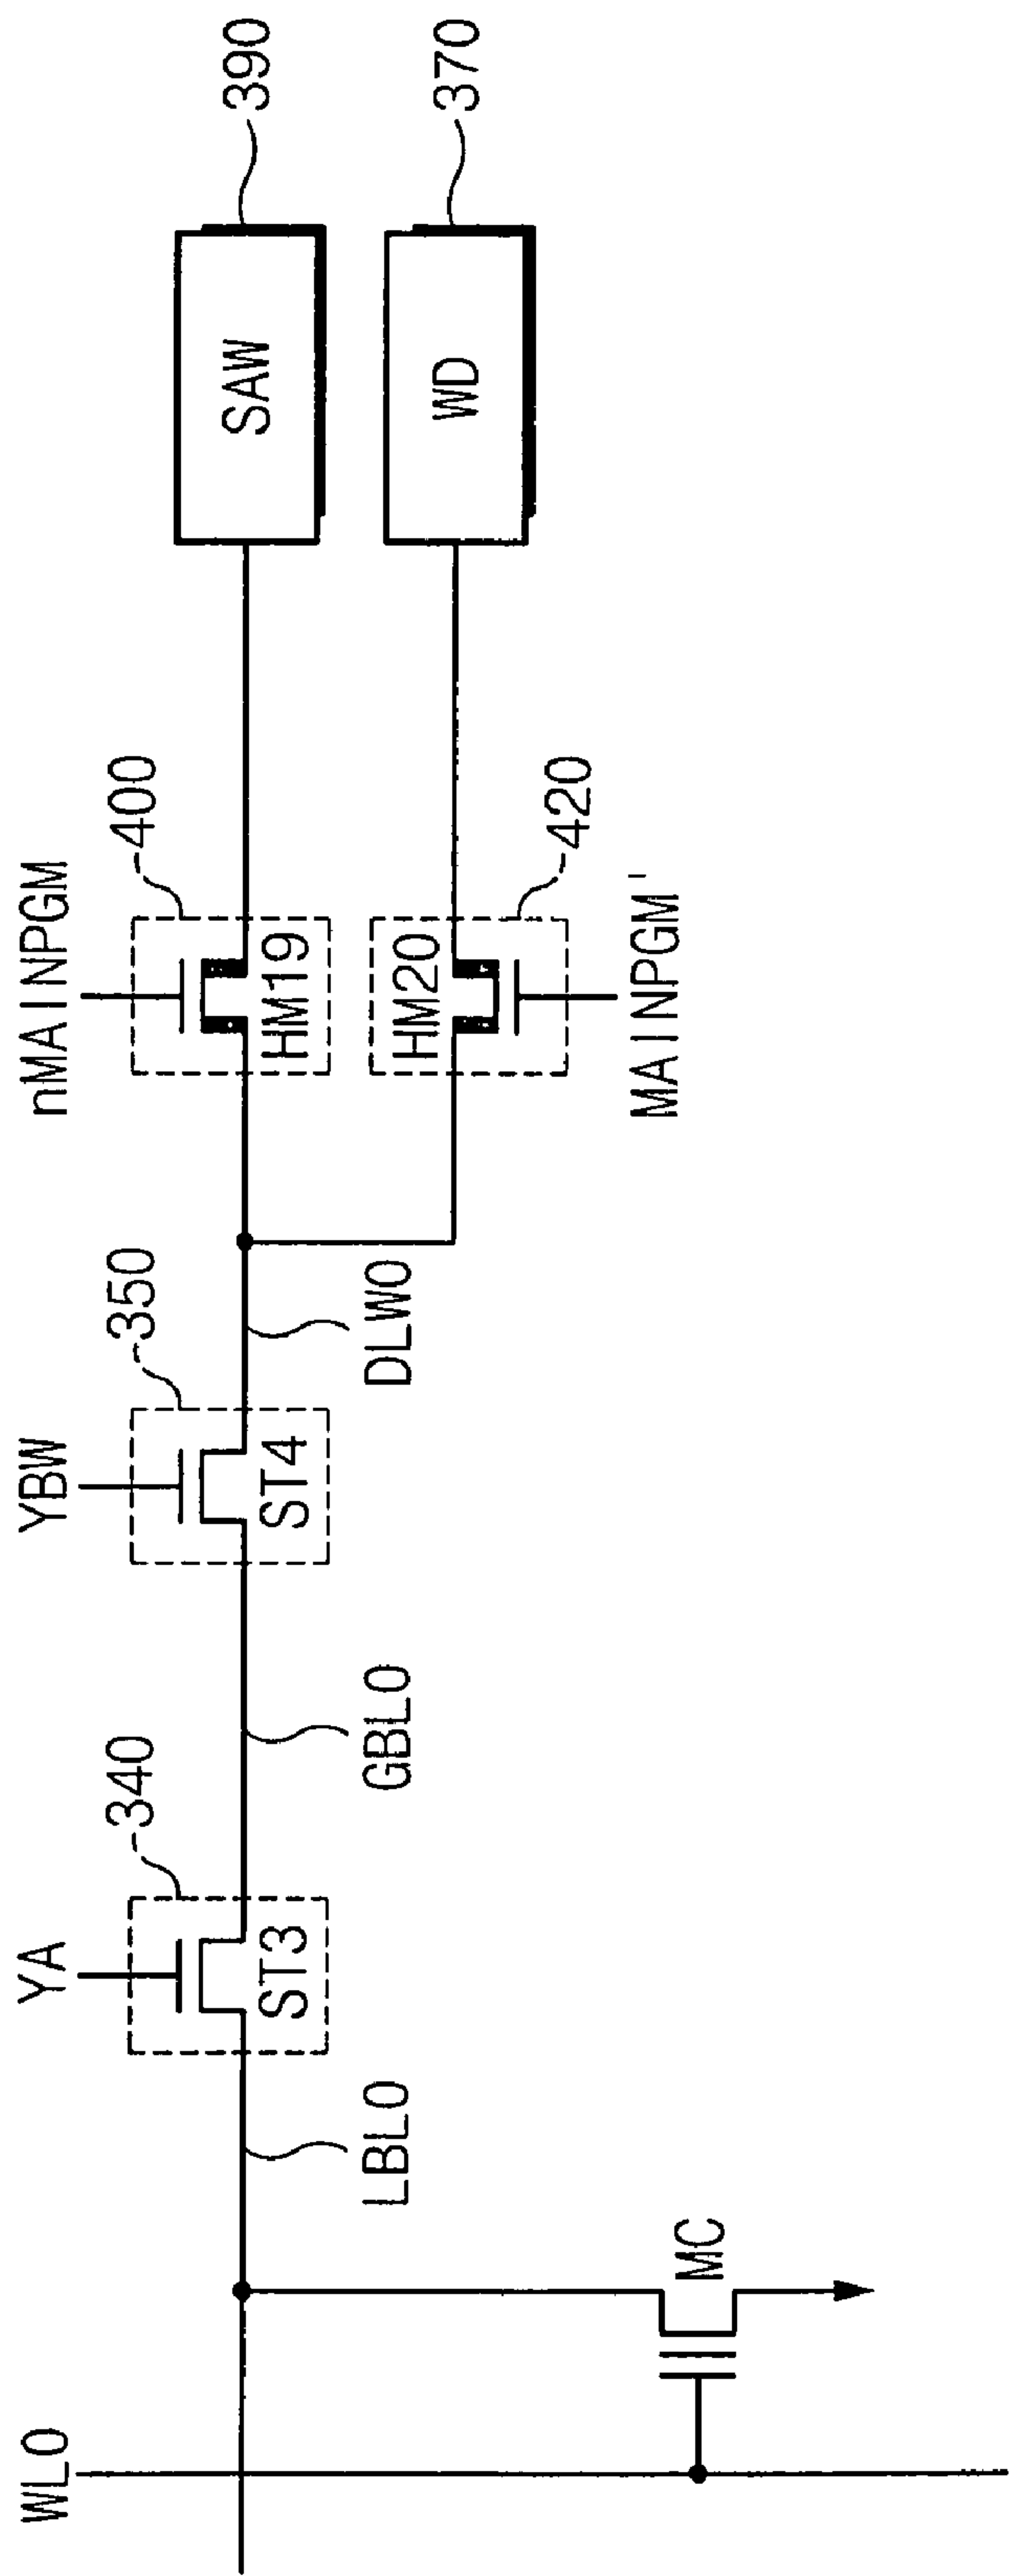 WL0
YA
340
ST3
YBW
350
ST4
nMAINPGM
400
HM19
SAW
390
LBL0
GBL0
DLW0
HM20
420
MAINPGM'
WD
370
MC